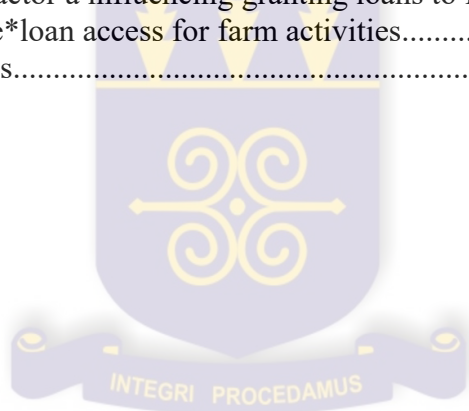 actor a influencing granting loans to
e*loan access for farm activities..........
s.......................................................
INTEGRI PROCEDAMUS